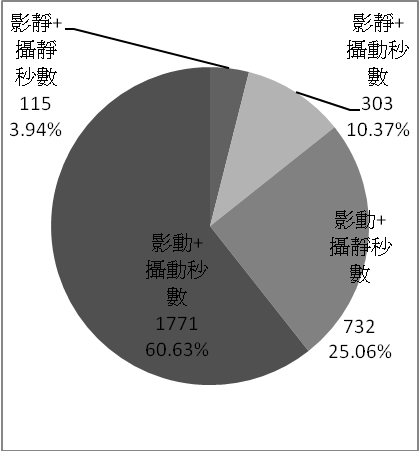 影靜+
攝靜
秒數
115
3.94%
影靜+
攝動秒
數
303
10.37%
影動+
攝靜秒
數
732
25.06%
影動+
攝動秒
數
1771
60.63%